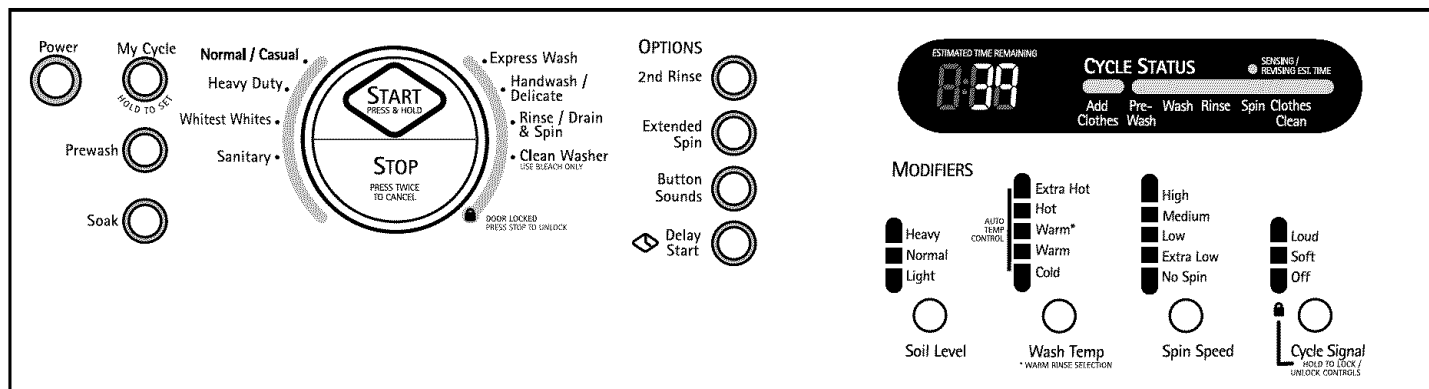 Power
My Cycle
HOLD TO SET
Prewash
Soak
Normal / Casual
Heavy Duty
Whitest Whites
Sanitary
START
PRESS & HOLD
STOP
PRESS TWICE
TO CANCEL
Express Wash
Handwash /
Delicate
Rinse / Drain
& Spin
Clean Washer
USE BLEACH ONLY
DOOR LOCKED
PRESS STOP TO UNLOCK
OPTIONS
2nd Rinse
Extended
Spin
Button
Sounds
Delay
Start
ESTIMATED TIME REMAINING
39
CYCLE STATUS
SENSING /
REVISING EST. TIME
Add
Clothes
Pre-
Wash
Wash
Rinse
Spin
Clothes
Clean
MODIFIERS
Heavy
Normal
Light
Soil Level
AUTO
TEMP
CONTROL
Extra Hot
Hot
Warm*
Warm
Cold
Wash Temp
* WARM RINSE SELECTION
High
Medium
Low
Extra Low
No Spin
Spin Speed
Loud
Soft
Off
Cycle Signal
HOLD TO LOCK /
UNLOCK CONTROLS